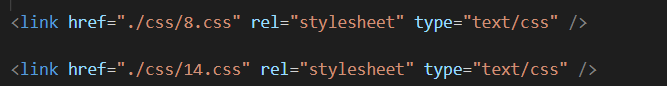 <link href="./css/8.css" rel="stylesheet" type="text/css" />
<link href="./css/14.css" rel="stylesheet" type="text/css" />